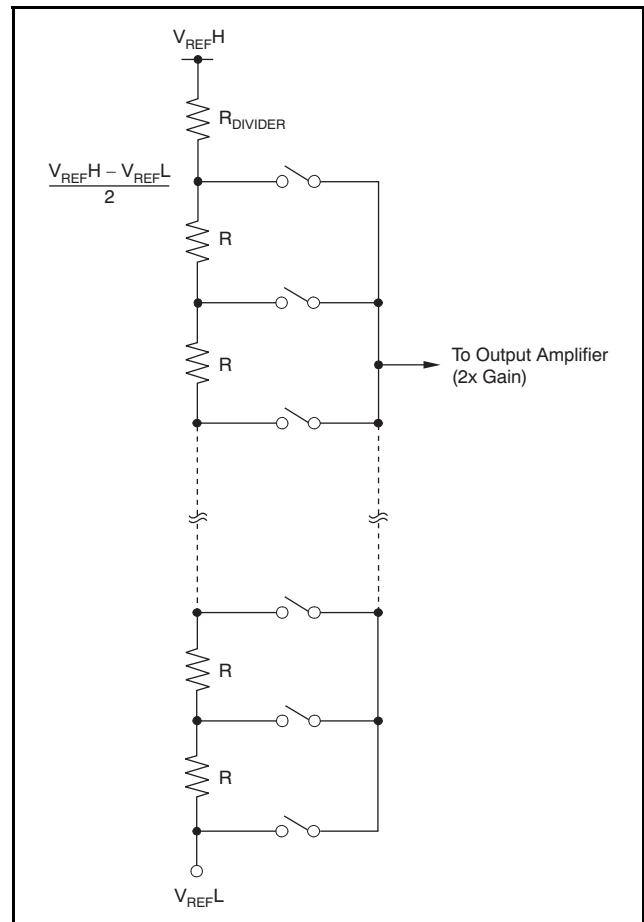 VREFH
RDIVIDER
VREFH – VREFL
2
R
R
To Output Amplifier
(2x Gain)
R
R
VREFL